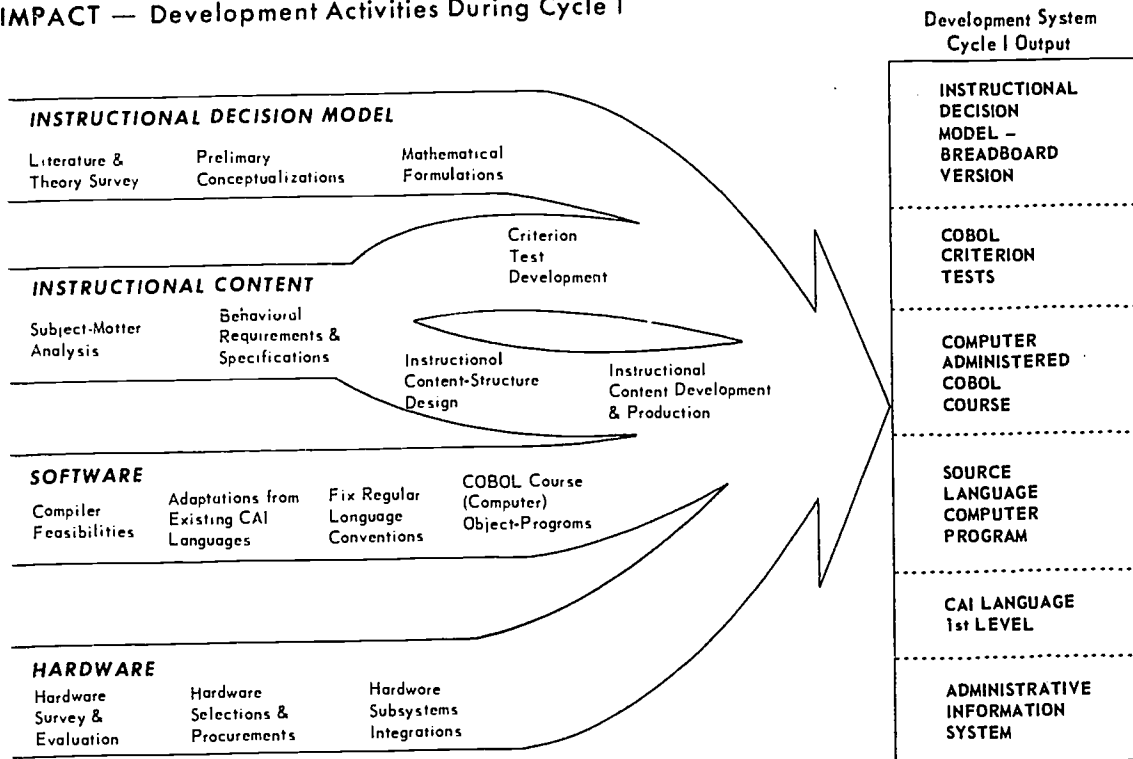 IMPACT — Development Activities During Cycle I
Development System
Cycle I Output
INSTRUCTIONAL DECISION MODEL
Literature &
Theory Survey
Prelimary
Conceptualizations
Mathematical
Formulations
Criterion
Test
Development
INSTRUCTIONAL CONTENT
Subject-Motter
Analysis
Behavioral
Requirements &
Specifications
Instructional
Content-Structure
Design
Instructional
Content Development
& Production
SOFTWARE
Compiler
Feasibilities
Adaptations from
Existing CAI
Languages
Fix Regular
Language
Conventions
COBOL Course
(Computer)
Object-Programs
HARDWARE
Hardware
Survey &
Evaluation
Hardware
Selections &
Procurements
Hardwore
Subsystems
Integrations
INSTRUCTIONAL
DECISION
MODEL –
BREADBOARD
VERSION
COBOL
CRITERION
TESTS
COMPUTER
ADMINISTERED
COBOL
COURSE
SOURCE
LANGUAGE
COMPUTER
PROGRAM
CAI LANGUAGE
1st LEVEL
ADMINISTRATIVE
INFORMATION
SYSTEM